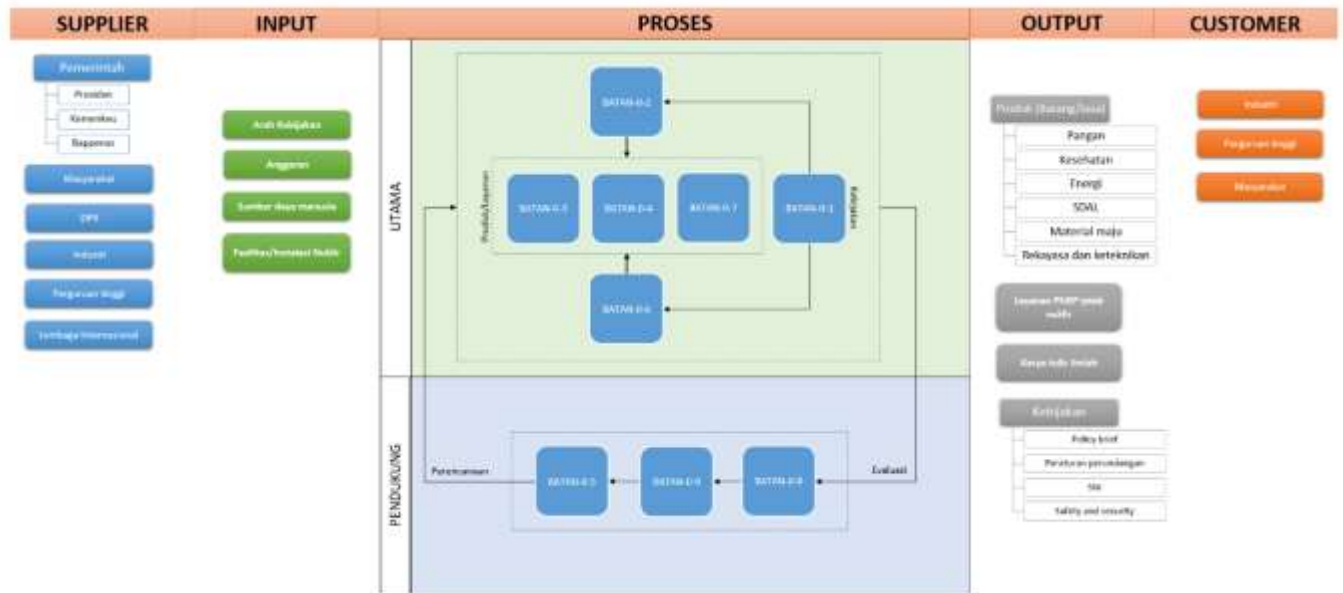 SUPPLIER
INPUT
PROSES
OUTPUT
CUSTOMER
Pemerintah
Presiden
Kemenkeu
Bappenas
Masyarakat
DPR
Industri
Perguruan tinggi
Lembaga Internasional
Arah Kebijakan
Anggaran
Sumber daya manusia
Fasilitas/Instalasi Nuklir
UTAMA
BATAN-D-2
Produk/Layanan
BATAN-D-3
BATAN-D-4
BATAN-D-7
BATAN-D-1
Kebijakan
BATAN-D-6
PENDUKUNG
Perencanaan
BATAN-D-5
BATAN-D-9
BATAN-D-8
Evaluasi
Produk (Barang/Jasa)
Pangan
Kesehatan
Energi
SDAL
Material maju
Rekayasa dan keteknikan
nuklir
Karya tulis ilmiah
Kebijakan
Policy brief
Peraturan perundangan
SNI
Safety and security
Industri
Perguruan tinggi
Masyarakat